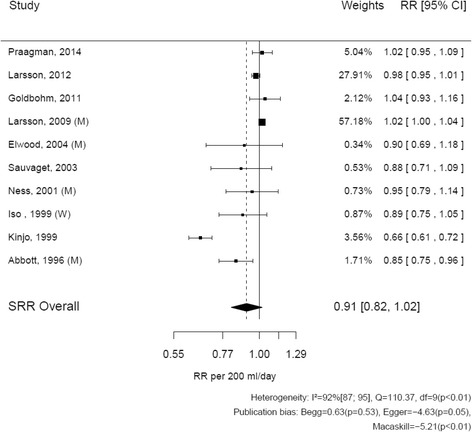 Study Weights RR [95% CI]
Praagman, 2014 5.04% 1.02 [ 0.95 , 1.09 ]
Larsson, 2012 27.91% 0.98 [ 0.95 , 1.01 ]
Goldbohm, 2011 2.12% 1.04 [ 0.93 , 1.16 ]
Larsson, 2009 (M) 57.18% 1.02 [ 1.00 , 1.04 ]
Elwood, 2004 (M) 0.34% 0.90 [ 0.69 , 1.18 ]
Sauvaget, 2003 0.53% 0.88 [ 0.71 , 1.09 ]
Ness, 2001 (M) 0.73% 0.95 [ 0.79 , 1.14 ]
Iso , 1999 (W) 0.87% 0.89 [ 0.75 , 1.05 ]
Kinjo, 1999 3.56% 0.66 [ 0.61 , 0.72 ]
Abbott, 1996 (M) 1.71% 0.85 [ 0.75 , 0.96 ]
SRR Overall 0.91 [0.82, 1.02]
0.55 0.77 1.00 1.29
RR per 200 ml/day
Heterogeneity: I²=92%[87; 95], Q=110.37, df=9(p<0.01)
Publication bias: Begg=0.63(p=0.53), Egger=−4.63(p=0.05),
Macaskill=−5.21(p<0.01)